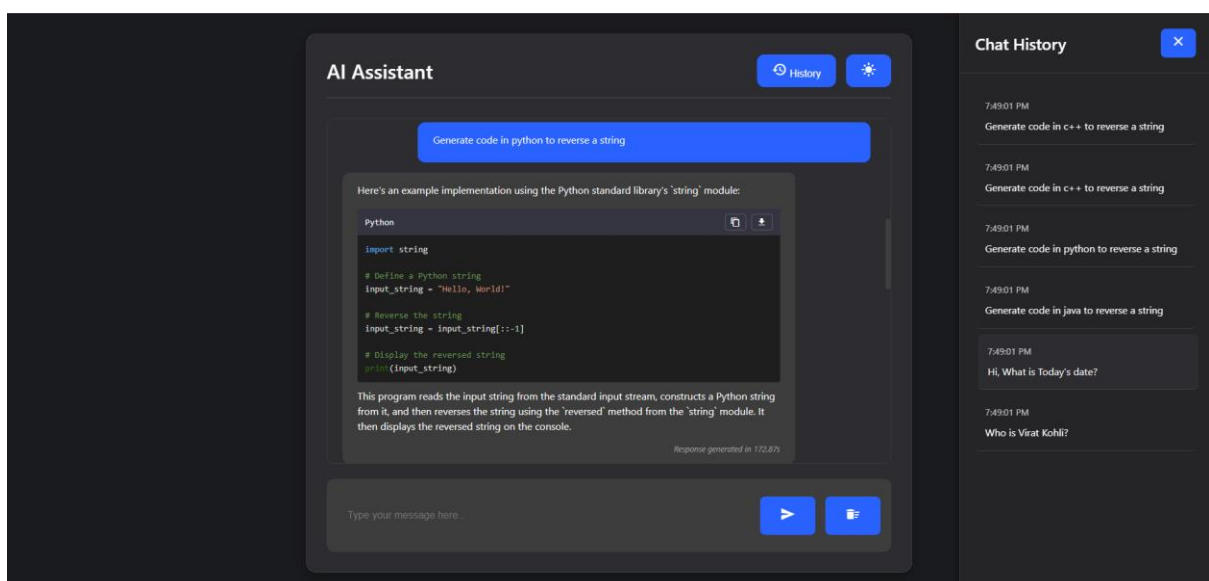 AI Assistant
History
Generate code in python to reverse a string
Here's an example implementation using the Python standard library's `string` module:
Python
import string
# Define a Python string
input_string = "Hello, World!"
# Reverse the string
input_string = input_string[::-1]
# Display the reversed string
print(input_string)
This program reads the input string from the standard input stream, constructs a Python string
from it, and then reverses the string using the `reversed` method from the `string` module. It
then displays the reversed string on the console.
Response generated in 172.87s
Type your message here...
Chat History
7:49:01 PM
Generate code in c++ to reverse a string
7:49:01 PM
Generate code in c++ to reverse a string
7:49:01 PM
Generate code in python to reverse a string
7:49:01 PM
Generate code in java to reverse a string
7:49:01 PM
Hi, What is Today's date?
7:49:01 PM
Who is Virat Kohli?